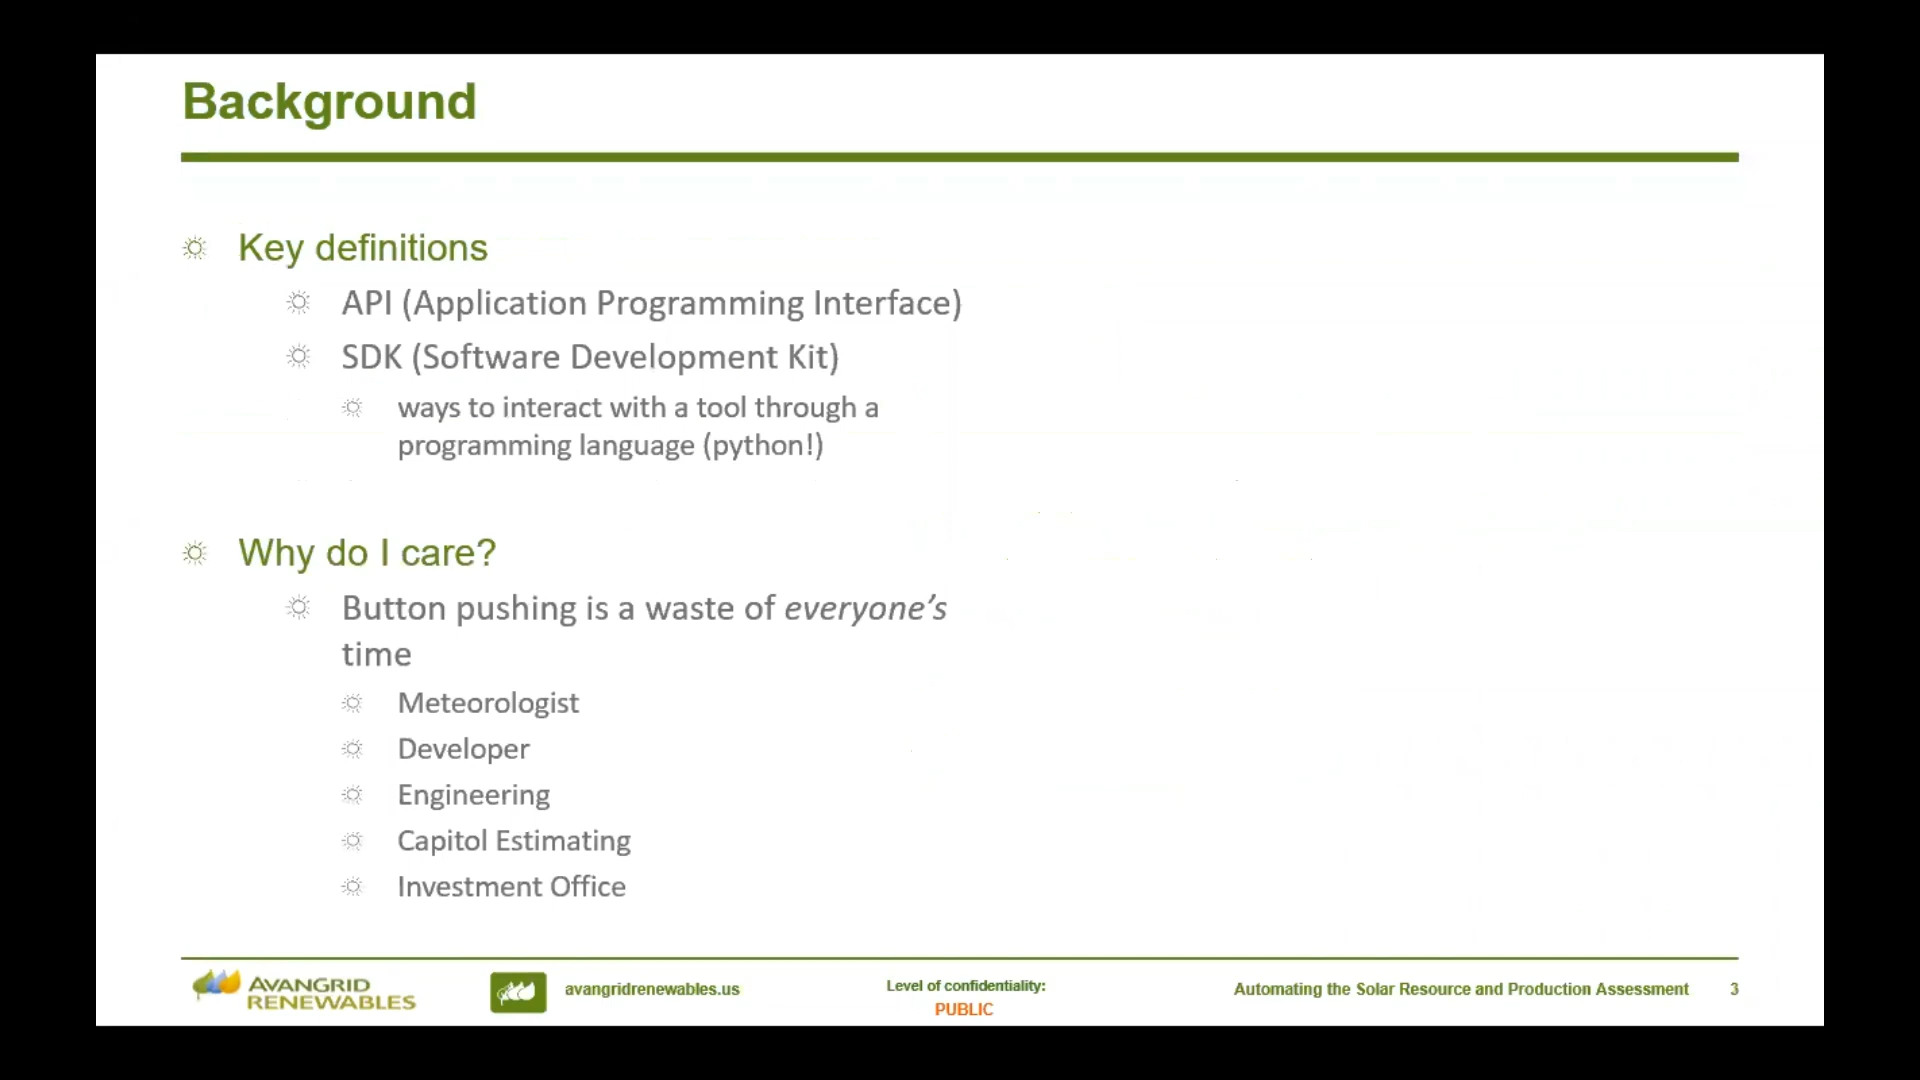 Background
Key definitions
API (Application Programming Interface)
SDK (Software Development Kit)
ways to interact with a tool through a
programming language (python!)
Why do I care?
Button pushing is a waste of everyone's
time
Meteorologist
Developer
Engineering
Capitol Estimating
Investment Office
AVANGRID
RENEWABLES
avangridrenewables.us
Level of confidentiality:
PUBLIC
Automating the Solar Resource and Production Assessment 3